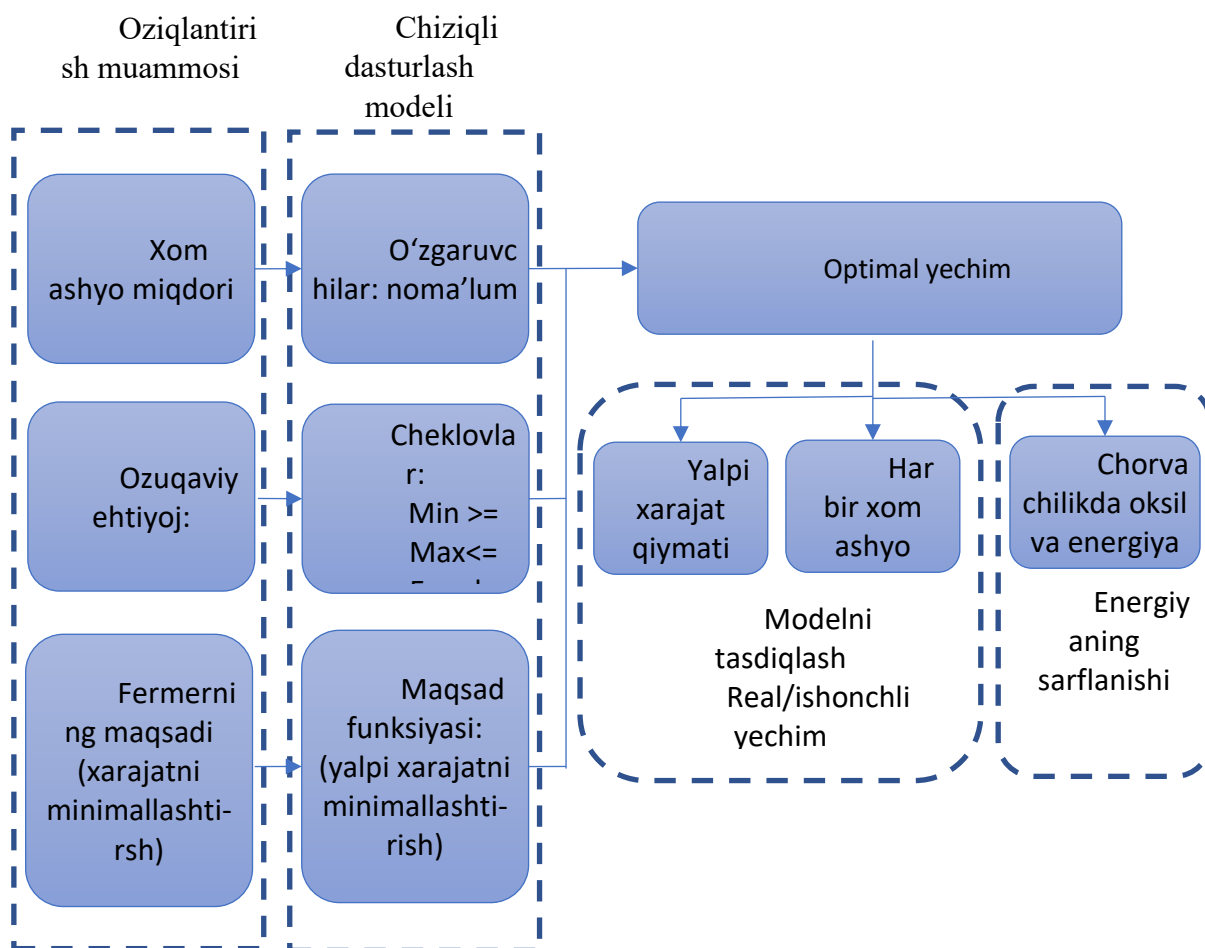 Oziqlantiri
sh muammosi
Chiziqli
dasturlash
modeli
Xom
ashyo miqdori
O‘zgaruvc
hilar: noma’lum
Optimal yechim
Ozuqaviy
ehtiyoj:
Cheklovla
r:
Min >=
Max<=
Yalpi
xarajat
qiymati
Har
bir xom
ashyo
Chorva
chilikda oksil
va energiya
Modelni
tasdiqlash
Real/ishonchli
yechim
Energiy
aning
sarflanishi
Fermerni
ng maqsadi
(xarajatni
minimallashti-
rsh)
Maqsad
funksiyasi:
(yalpi xarajatni
minimallashti-
rish)